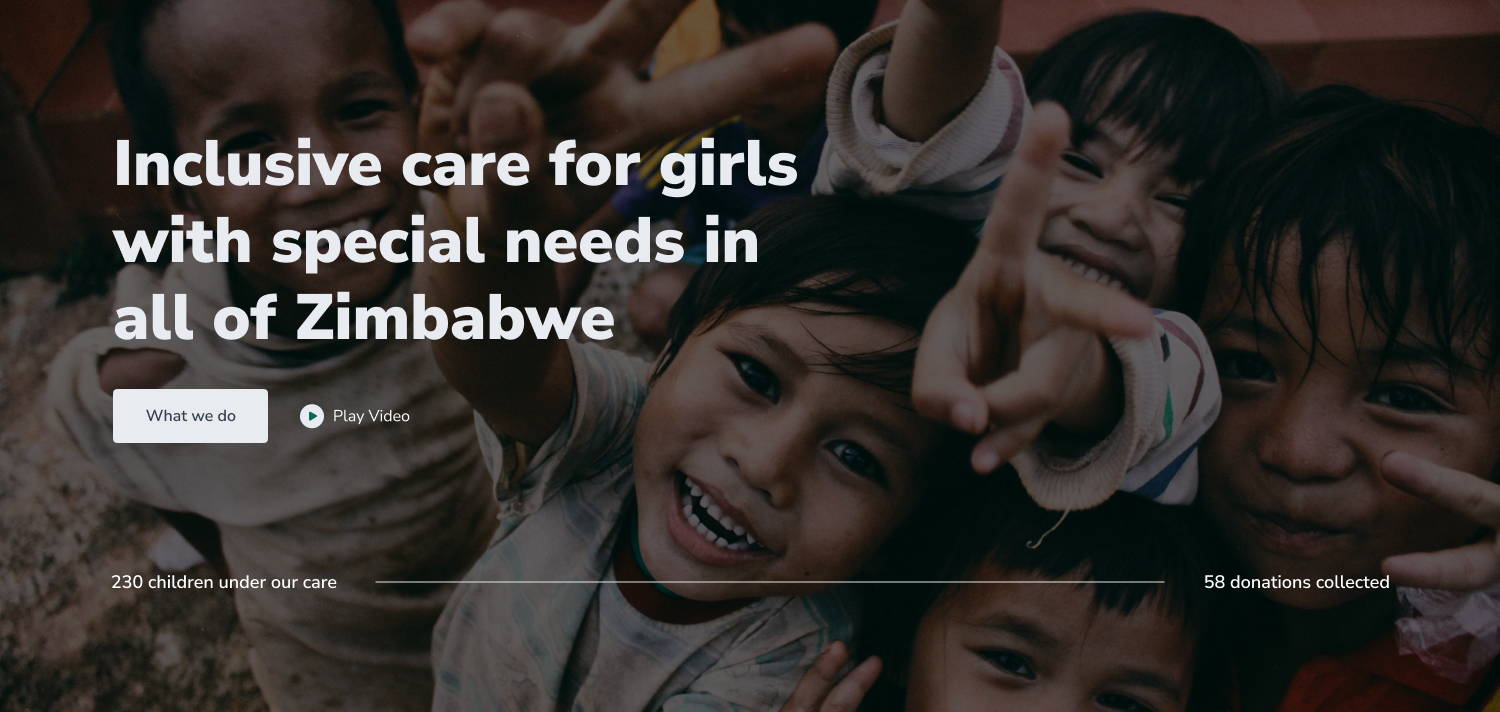 Inclusive care for girls
with special needs in
all of Zimbabwe
What we do
Play Video
230 children under our care
58 donations collected